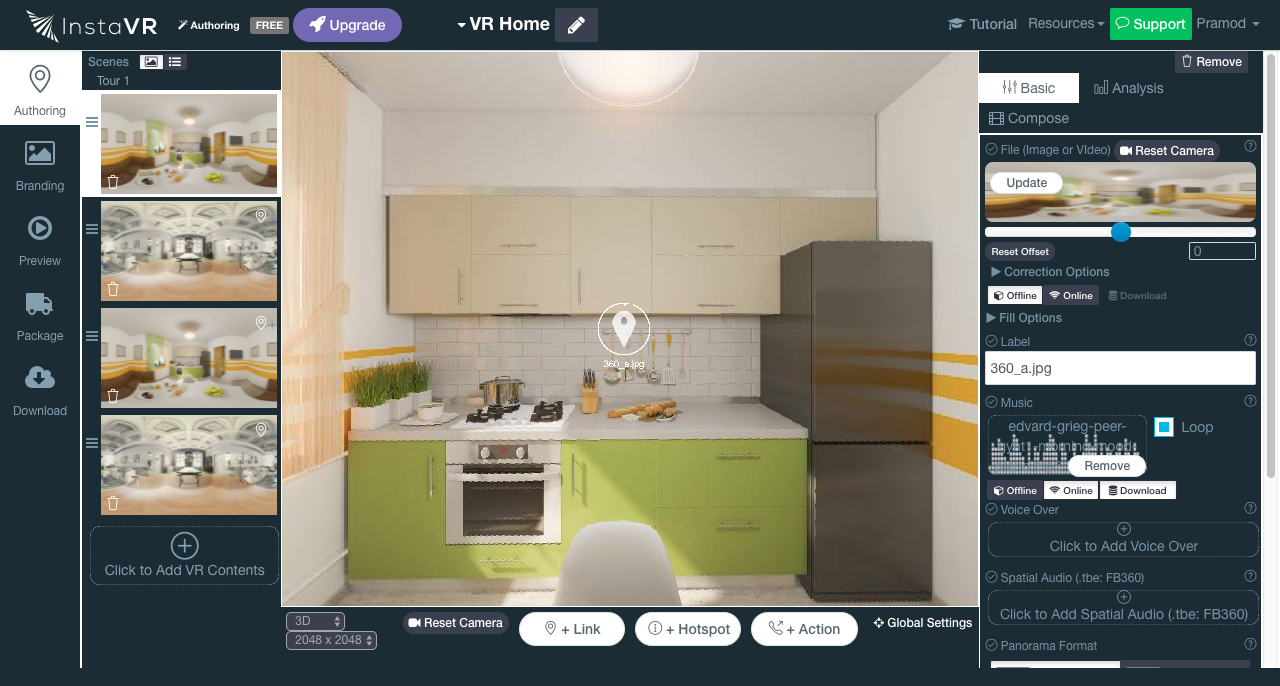 InstaVR
Authoring
FREE
Upgrade
VR Home
Tutorial
Resources
Support
Pramod
Authoring
Branding
Preview
Package
Download
Scenes
Tour 1
Click to Add VR Contents
360_a.jpg
3D
2048 x 2048
Reset Camera
+ Link
+ Hotspot
+ Action
Global Settings
Remove
Basic
Analysis
Compose
File (Image or VIdeo)
Reset Camera
Update
Reset Offset
0
Correction Options
Offline
Online
Download
Fill Options
Label
360_a.jpg
Music
edvard-grieg-peer-
Loop
Remove
Offline
Online
Download
Voice Over
Click to Add Voice Over
Spatial Audio (.tbe: FB360)
Click to Add Spatial Audio (.tbe: FB360)
Panorama Format